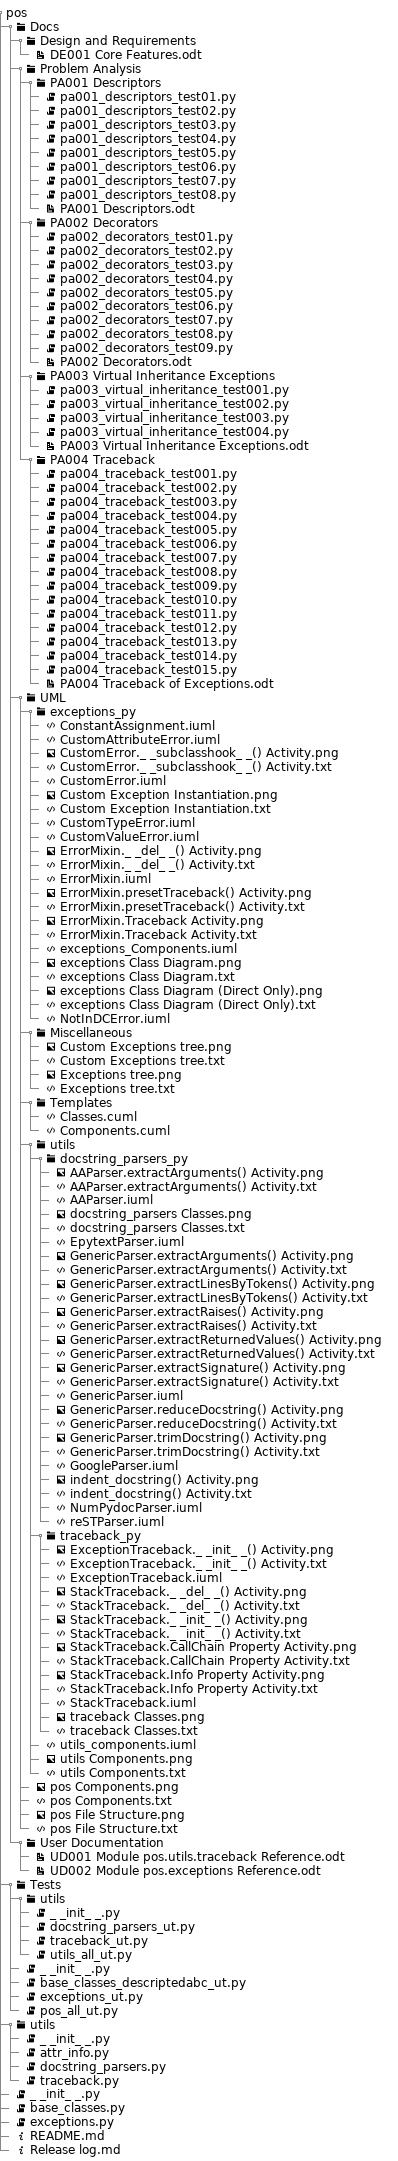 pos
Docs
Design and Requirements
DE001 Core Features.odt
Problem Analysis
PA001 Descriptors
pa001_descriptors_test01.py
pa001_descriptors_test02.py
pa001_descriptors_test03.py
pa001_descriptors_test04.py
pa001_descriptors_test05.py
pa001_descriptors_test06.py
pa001_descriptors_test07.py
pa001_descriptors_test08.py
PA001 Descriptors.odt
PA002 Decorators
pa002_decorators_test01.py
pa002_decorators_test02.py
pa002_decorators_test03.py
pa002_decorators_test04.py
pa002_decorators_test05.py
pa002_decorators_test06.py
pa002_decorators_test07.py
pa002_decorators_test08.py
pa002_decorators_test09.py
PA002 Decorators.odt
PA003 Virtual Inheritance Exceptions
pa003_virtual_inheritance_test001.py
pa003_virtual_inheritance_test002.py
pa003_virtual_inheritance_test003.py
pa003_virtual_inheritance_test004.py
PA003 Virtual Inheritance Exceptions.odt
PA004 Traceback
pa004_traceback_test001.py
pa004_traceback_test002.py
pa004_traceback_test003.py
pa004_traceback_test004.py
pa004_traceback_test005.py
pa004_traceback_test006.py
pa004_traceback_test007.py
pa004_traceback_test008.py
pa004_traceback_test009.py
pa004_traceback_test010.py
pa004_traceback_test011.py
pa004_traceback_test012.py
pa004_traceback_test013.py
pa004_traceback_test014.py
pa004_traceback_test015.py
PA004 Traceback of Exceptions.odt
UML
exceptions_py
ConstantAssignment.iuml
CustomAttributeError.iuml
CustomError._ _subclasshook_ _() Activity.png
CustomError._ _subclasshook_ _() Activity.txt
CustomError.iuml
Custom Exception Instantiation.png
Custom Exception Instantiation.txt
CustomTypeError.iuml
CustomValueError.iuml
ErrorMixin._ _del_ _() Activity.png
ErrorMixin._ _del_ _() Activity.txt
ErrorMixin.iuml
ErrorMixin.presetTraceback() Activity.png
ErrorMixin.presetTraceback() Activity.txt
ErrorMixin.Traceback Activity.png
ErrorMixin.Traceback Activity.txt
exceptions_Components.iuml
exceptions Class Diagram.png
exceptions Class Diagram.txt
exceptions Class Diagram (Direct Only).png
exceptions Class Diagram (Direct Only).txt
NotInDCError.iuml
Miscellaneous
Custom Exceptions tree.png
Custom Exceptions tree.txt
Exceptions tree.png
Exceptions tree.txt
Templates
Classes.cuml
Components.cuml
utils
docstring_parsers_py
AAParser.extractArguments() Activity.png
AAParser.extractArguments() Activity.txt
AAParser.iuml
docstring_parsers Classes.png
docstring_parsers Classes.txt
EpytextParser.iuml
GenericParser.extractArguments() Activity.png
GenericParser.extractArguments() Activity.txt
GenericParser.extractLinesByTokens() Activity.png
GenericParser.extractLinesByTokens() Activity.txt
GenericParser.extractRaises() Activity.png
GenericParser.extractRaises() Activity.txt
GenericParser.extractReturnedValues() Activity.png
GenericParser.extractReturnedValues() Activity.txt
GenericParser.extractSignature() Activity.png
GenericParser.extractSignature() Activity.txt
GenericParser.iuml
GenericParser.reduceDocstring() Activity.png
GenericParser.reduceDocstring() Activity.txt
GenericParser.trimDocstring() Activity.png
GenericParser.trimDocstring() Activity.txt
GoogleParser.iuml
indent_docstring() Activity.png
indent_docstring() Activity.txt
NumPydocParser.iuml
reSTParser.iuml
traceback_py
ExceptionTraceback._ _init_ _() Activity.png
ExceptionTraceback._ _init_ _() Activity.txt
ExceptionTraceback.iuml
StackTraceback._ _del_ _() Activity.png
StackTraceback._ _del_ _() Activity.txt
StackTraceback._ _init_ _() Activity.png
StackTraceback._ _init_ _() Activity.txt
StackTraceback.CallChain Property Activity.png
StackTraceback.CallChain Property Activity.txt
StackTraceback.Info Property Activity.png
StackTraceback.Info Property Activity.txt
StackTraceback.iuml
traceback Classes.png
traceback Classes.txt
utils_components.iuml
utils Components.png
utils Components.txt
pos Components.png
pos Components.txt
pos File Structure.png
pos File Structure.txt
User Documentation
UD001 Module pos.utils.traceback Reference.odt
UD002 Module pos.exceptions Reference.odt
Tests
utils
_ _init_ _.py
docstring_parsers_ut.py
traceback_ut.py
utils_all_ut.py
_ _init_ _.py
base_classes_descriptedabc_ut.py
exceptions_ut.py
pos_all_ut.py
utils
_ _init_ _.py
attr_info.py
docstring_parsers.py
traceback.py
_ _init_ _.py
base_classes.py
exceptions.py
README.md
Release log.md